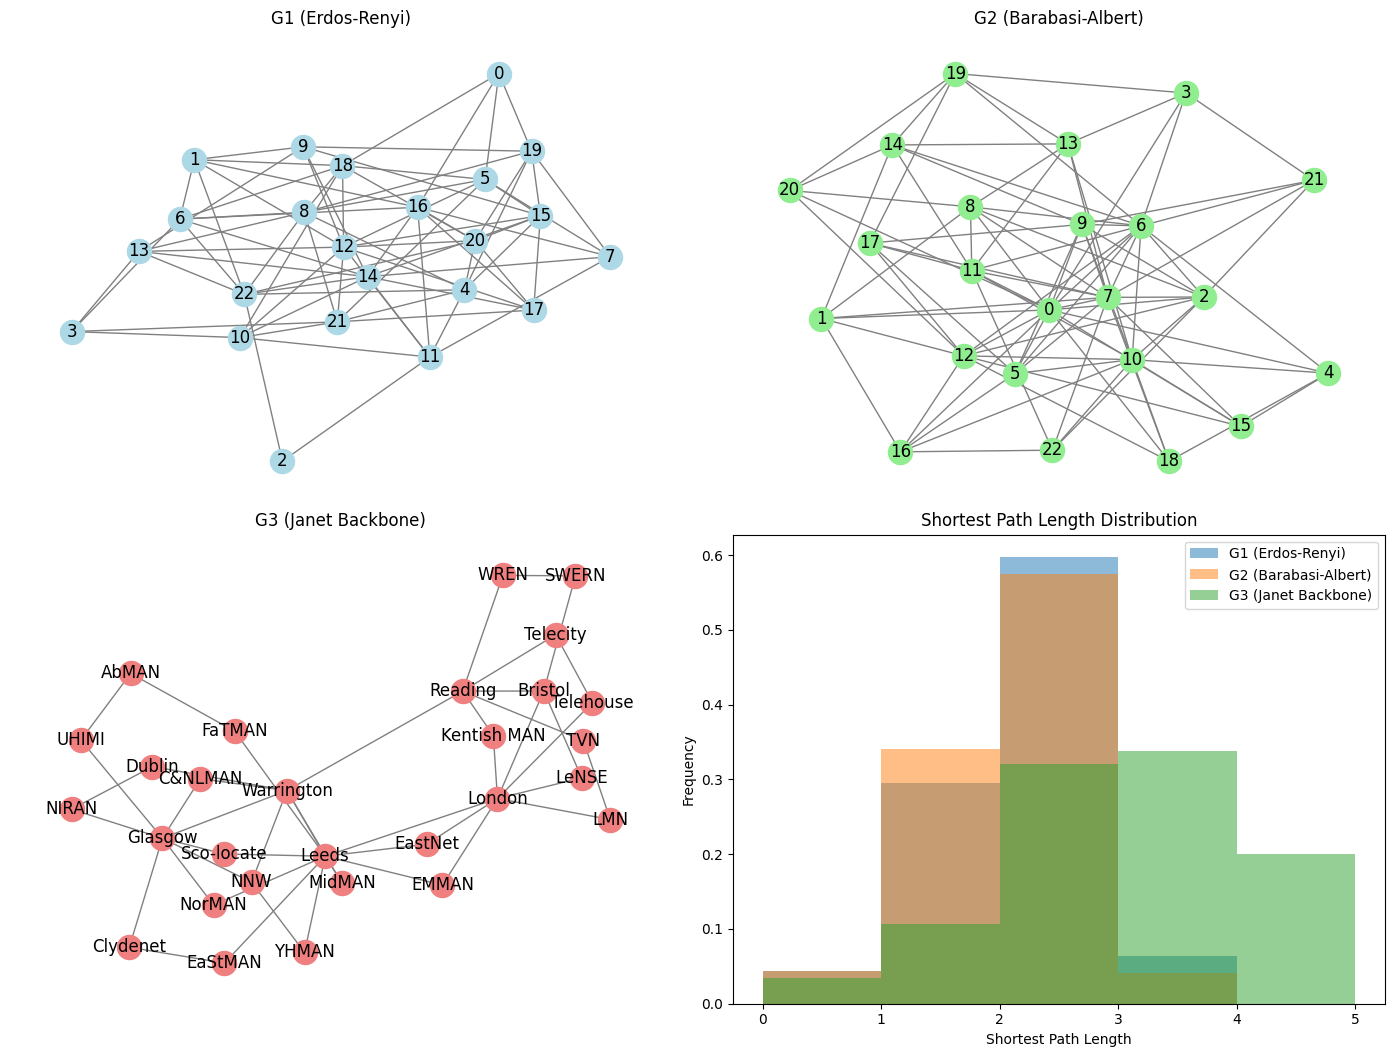 G1 (Erdos-Renyi)
0
1
9
18
19
5
6
8
16
15
13
12
20
7
14
22
4
17
3
21
10
11
2
G2 (Barabasi-Albert)
19
3
14
13
21
20
8
9
6
17
11
7
2
0
1
12
10
5
4
15
16
22
18
G3 (Janet Backbone)
WREN
SWERN
Telecity
AbMAN
Reading
Bristol
Telehouse
FaTMAN
UHIMI
Kentish MAN
TVN
Dublin
C&NLMAN
Warrington
LeNSE
London
NIRAN
LMN
Glasgow
EastNet
Sco-locate
Leeds
NNW
MidMAN
EMMAN
NorMAN
Clydenet
EaStMAN
YHMAN
Shortest Path Length Distribution
G1 (Erdos-Renyi)
G2 (Barabasi-Albert)
G3 (Janet Backbone)
0.6
0.5
0.4
0.3
0.2
0.1
0.0
Frequency
0 1 2 3 4 5
Shortest Path Length